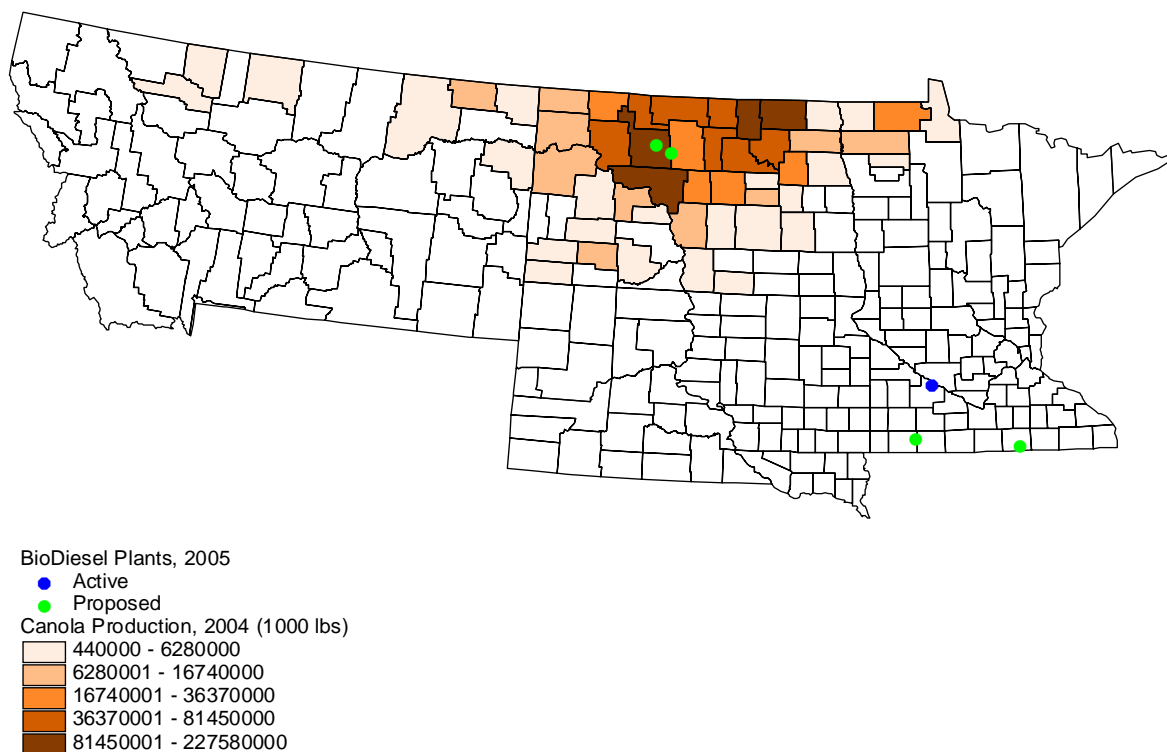 BioDiesel Plants, 2005
Active
Proposed
Canola Production, 2004 (1000 lbs)
440000 - 6280000
6280001 - 16740000
16740001 - 36370000
36370001 - 81450000
81450001 - 227580000